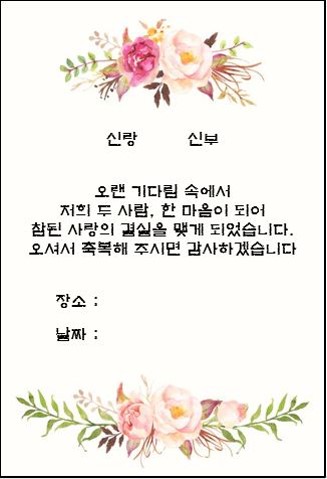 신랑 신부
오랜 기다림 속에서
저희 두 사람, 한 마음이 되어
참된 사랑의 결실을 맺게 되었습니다.
오셔서 축복해 주시면 감사하겠습니다
장소 :
날짜 :